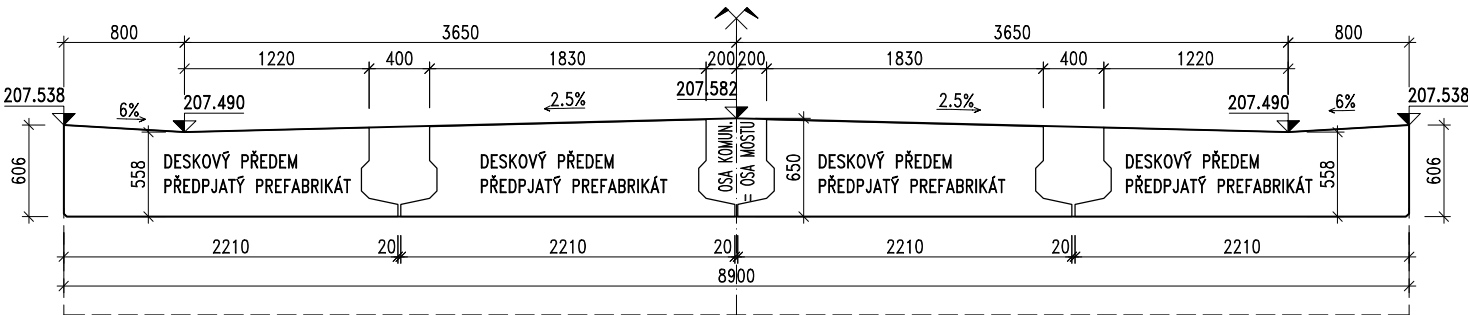 800 3650 3650 800
1220 400 1830 200 200 1830 400 1220
207.538 6% 207.490 2.5% 207.582 2.5% 207.490 6% 207.538
606 558 650 558 606
DESKOVÝ PŘEDEM
PŘEDPJATÝ PREFABRIKÁT
DESKOVÝ PŘEDEM
PŘEDPJATÝ PREFABRIKÁT
OSA KOMUN.
= OSA MOSTU
DESKOVÝ PŘEDEM
PŘEDPJATÝ PREFABRIKÁT
DESKOVÝ PŘEDEM
PŘEDPJATÝ PREFABRIKÁT
2210 20 2210 20 2210 20 2210
8900